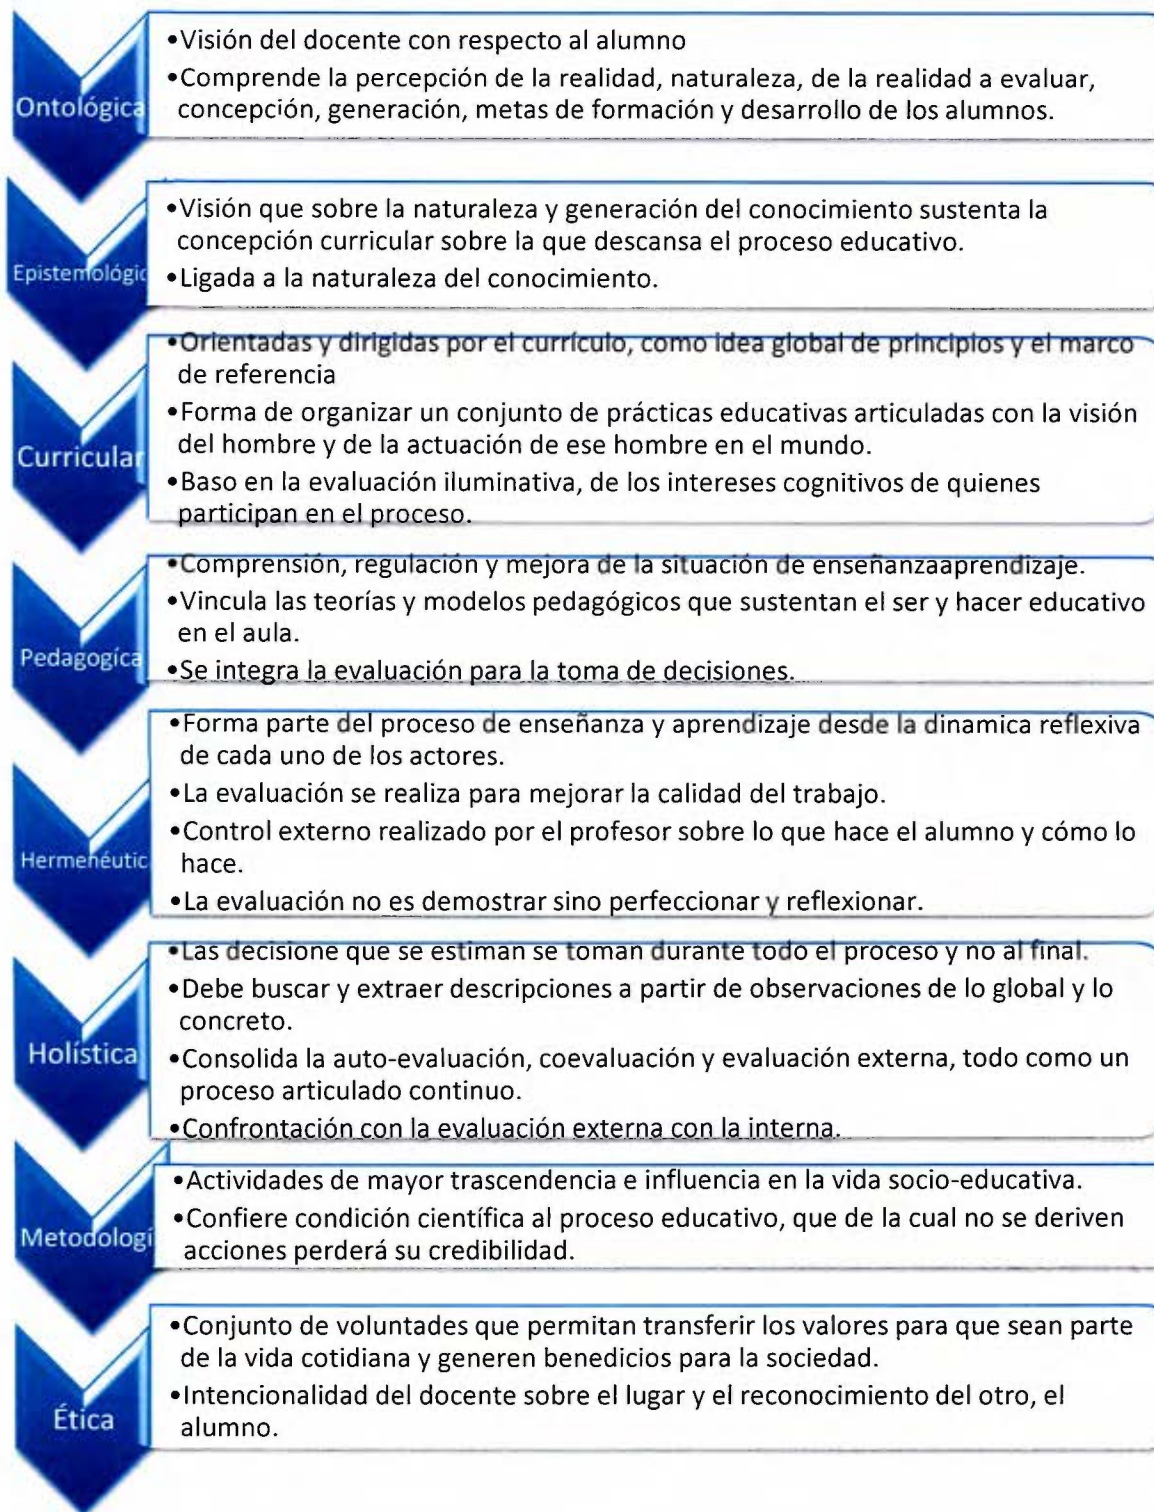 Ontológica
•Visión del docente con respecto al alumno
•Comprende la percepción de la realidad, naturaleza, de la realidad a evaluar,
concepción, generación, metas de formación y desarrollo de los alumnos.
Epistemológic
•Visión que sobre la naturaleza y generación del conocimiento sustenta la
concepción curricular sobre la que descansa el proceso educativo.
•Ligada a la naturaleza del conocimiento.
Curricular
•Orientadas y dirigidas por el currículo, como idea global de principios y el marco
de referencia
•Forma de organizar un conjunto de prácticas educativas articuladas con la visión
del hombre y de la actuación de ese hombre en el mundo.
•Baso en la evaluación iluminativa, de los intereses cognitivos de quienes
participan en el proceso.
Pedagogíca
•Comprensión, regulación y mejora de la situación de enseñanzaaprendizaje.
•Vincula las teorías y modelos pedagógicos que sustentan el ser y hacer educativo
en el aula.
•Se integra la evaluación para la toma de decisiones.
Hermenéutic
•Forma parte del proceso de enseñanza y aprendizaje desde la dinamica reflexiva
de cada uno de los actores.
•La evaluación se realiza para mejorar la calidad del trabajo.
•Control externo realizado por el profesor sobre lo que hace el alumno y cómo lo
hace.
•La evaluación no es demostrar sino perfeccionar y reflexionar.
Holística
•Las decisione que se estiman se toman durante todo el proceso y no al final.
•Debe buscar y extraer descripciones a partir de observaciones de lo global y lo
concreto.
•Consolida la auto-evaluación, coevaluación y evaluación externa, todo como un
proceso articulado continuo.
•Confrontación con la evaluación externa con la interna.
Metodologí
•Actividades de mayor trascendencia e influencia en la vida socio-educativa.
•Confiere condición científica al proceso educativo, que de la cual no se deriven
acciones perderá su credibilidad.
Ética
•Conjunto de voluntades que permitan transferir los valores para que sean parte
de la vida cotidiana y generen benedicios para la sociedad.
•Intencionalidad del docente sobre el lugar y el reconocimiento del otro, el
alumno.